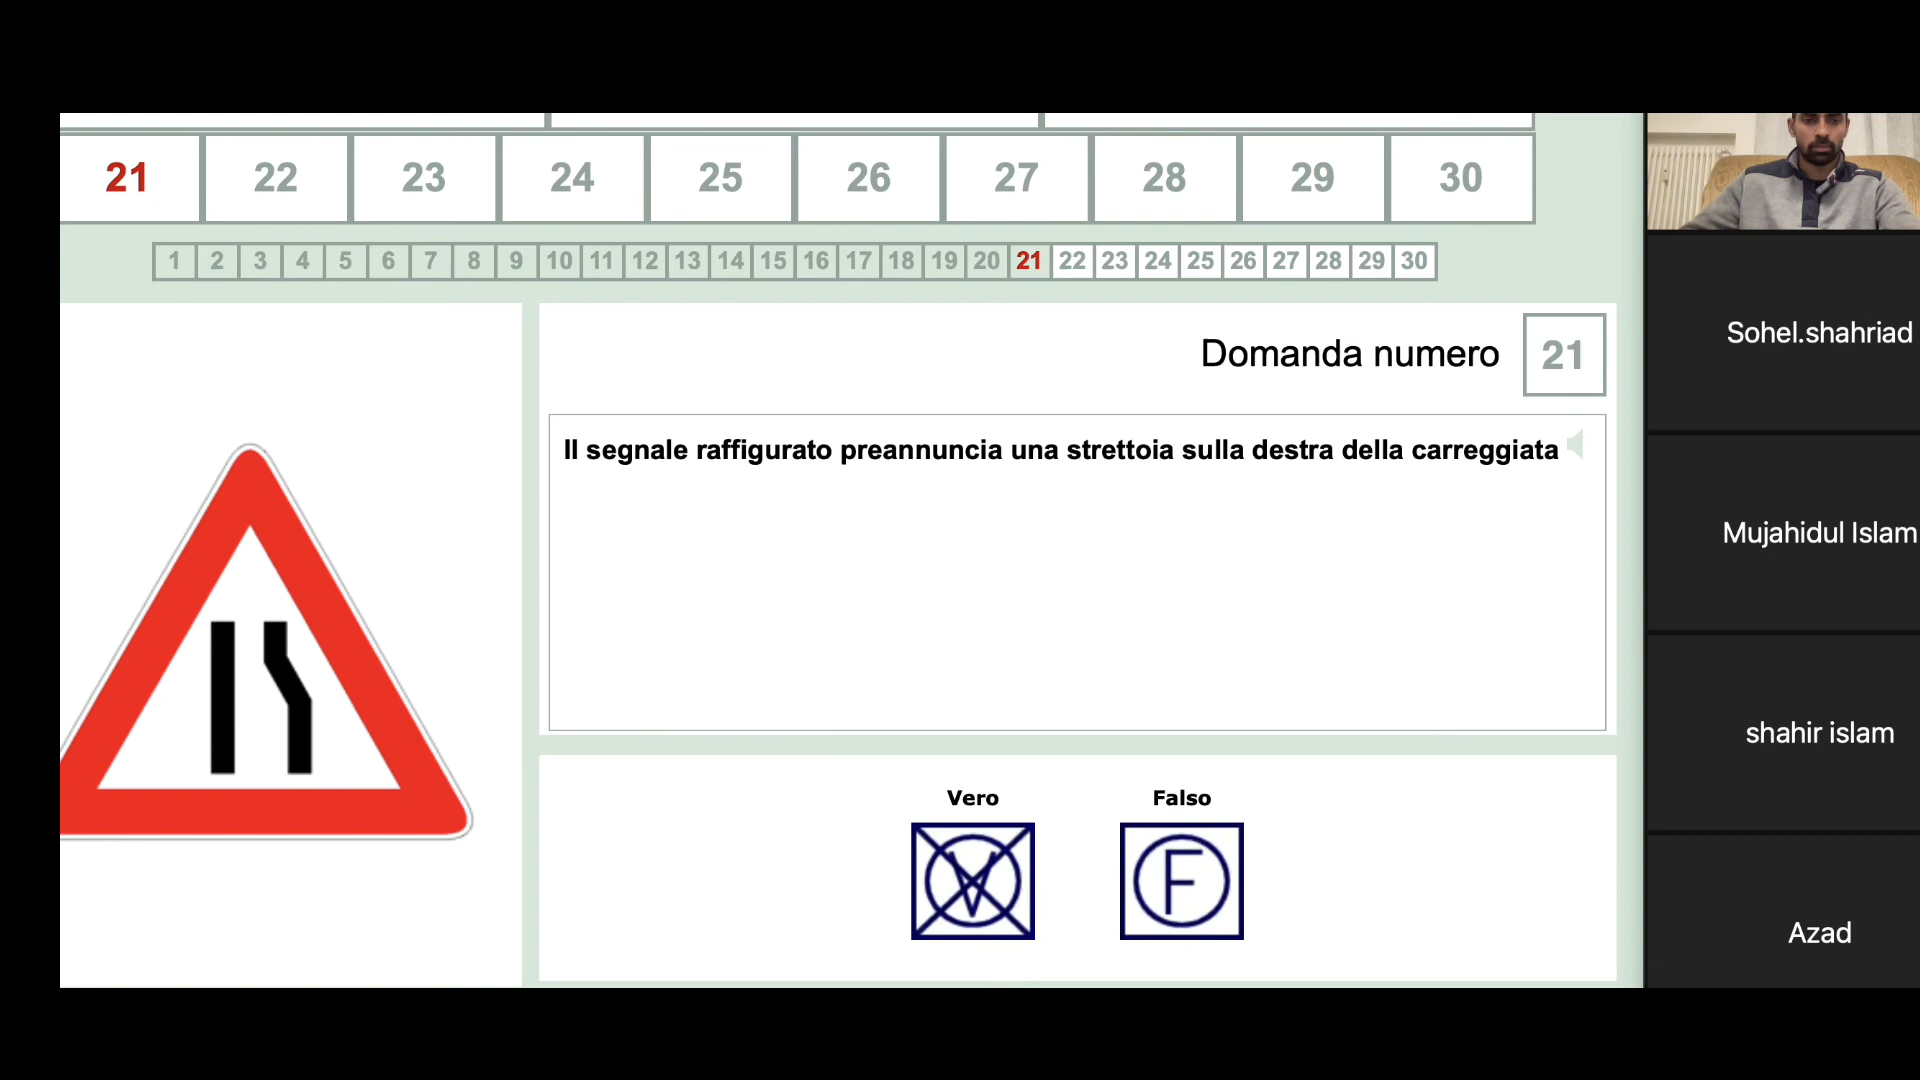 21 22 23 24 25 26 27 28 29 30
1 2 3 4 5 6 7 8 9 10 11 12 13 14 15 16 17 18 19 20 21 22 23 24 25 26 27 28 29 30
Domanda numero 21
Il segnale raffigurato preannuncia una strettoia sulla destra della carreggiata
Vero Falso
V F
Sohel.shahriad
Mujahidul Islam
shahir islam
Azad